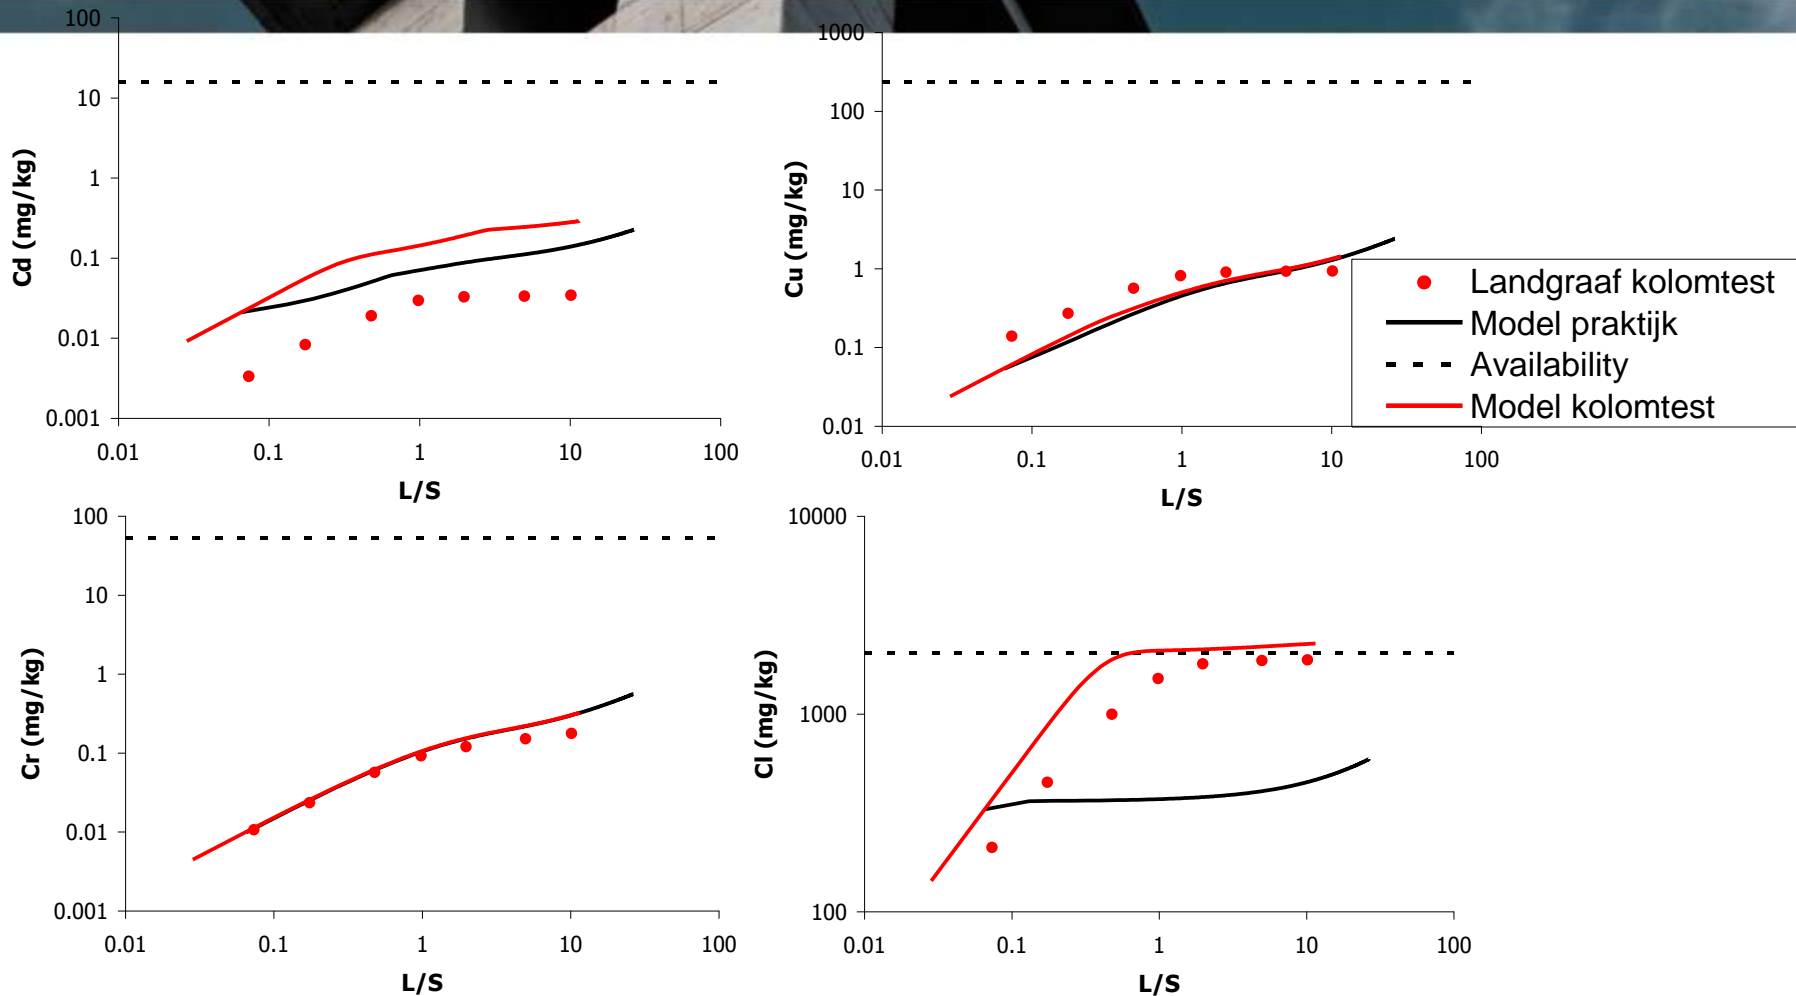 100
10
1
0.1
0.01
0.001
Cd (mg/kg)
0.01 0.1 1 10 100
L/S
1000
100
10
1
0.1
0.01
Cu (mg/kg)
0.01 0.1 1 10 100
L/S
Landgraaf kolomtest
Model praktijk
Availability
Model kolomtest
100
10
1
0.1
0.01
0.001
Cr (mg/kg)
0.01 0.1 1 10 100
L/S
10000
1000
100
Cl (mg/kg)
0.01 0.1 1 10 100
L/S